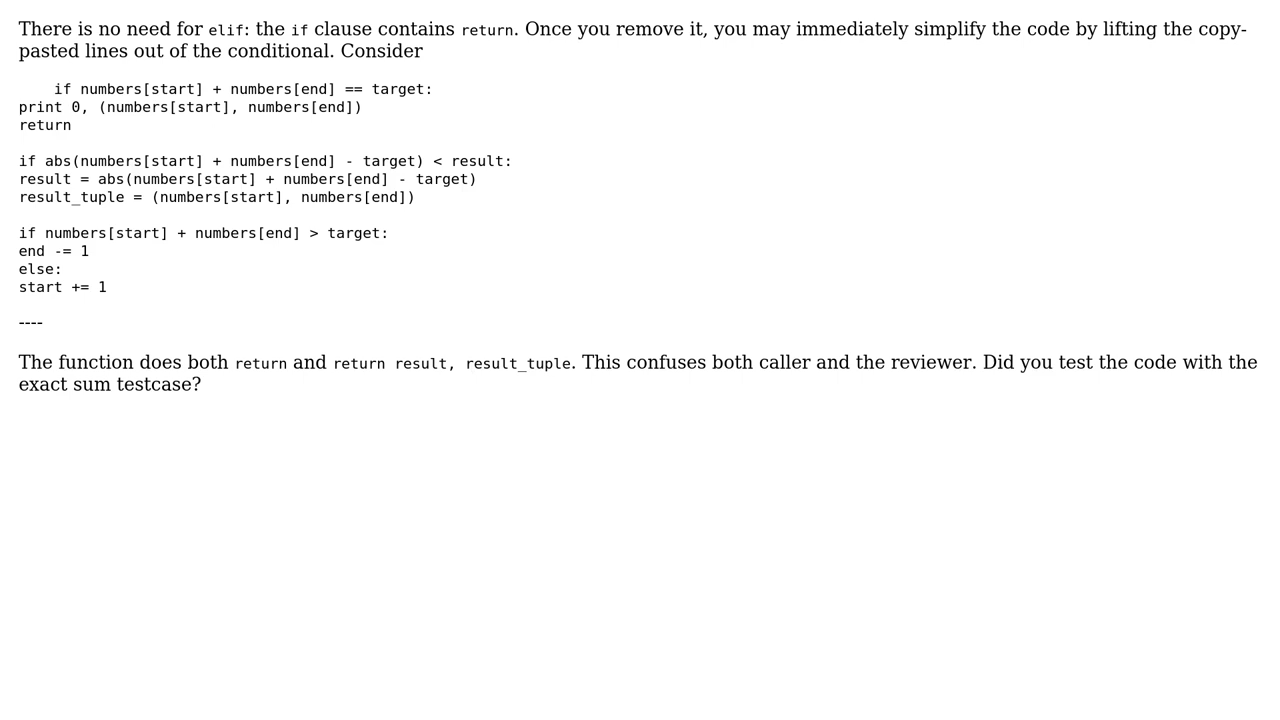 There is no need for elif: the if clause contains return. Once you remove it, you may immediately simplify the code by lifting the copy-
pasted lines out of the conditional. Consider
    if numbers[start] + numbers[end] == target:
print 0, (numbers[start], numbers[end])
return

if abs(numbers[start] + numbers[end] - target) < result:
result = abs(numbers[start] + numbers[end] - target)
result_tuple = (numbers[start], numbers[end])

if numbers[start] + numbers[end] > target:
end -= 1
else:
start += 1

----
The function does both return and return result, result_tuple. This confuses both caller and the reviewer. Did you test the code with the
exact sum testcase?